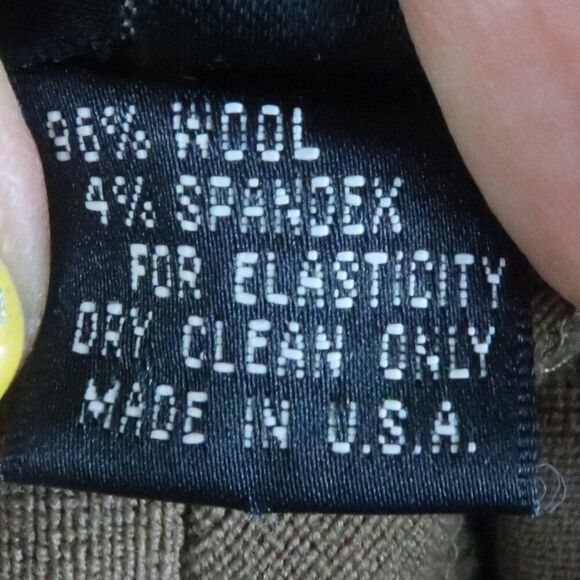 96% WOOL
4% SPANDEX
FOR ELASTICITY
DRY CLEAN ONLY
MADE IN U.S.A.